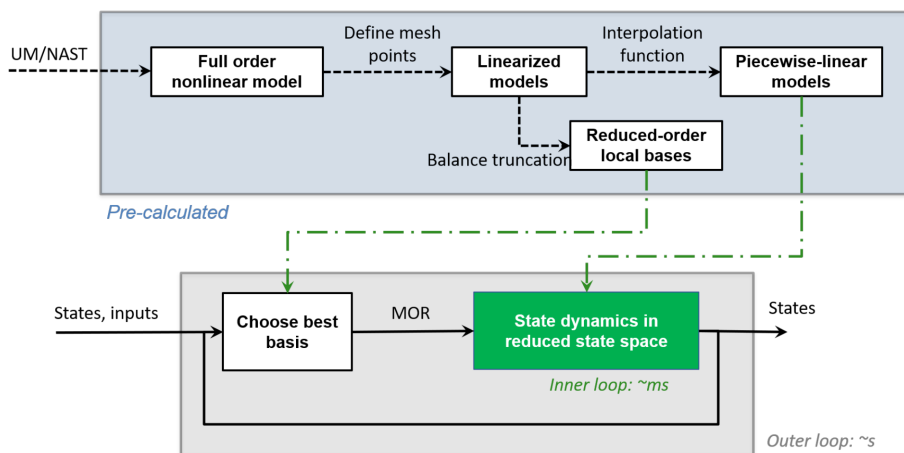 UM/NAST
Full order
nonlinear model
Define mesh
points
Linearized
models
Interpolation
function
Piecewise-linear
models
Balance truncation
Reduced-order
local bases
Pre-calculated
States, inputs
Choose best
basis
MOR
State dynamics in
reduced state space
States
Inner loop: ~ms
Outer loop: ~s